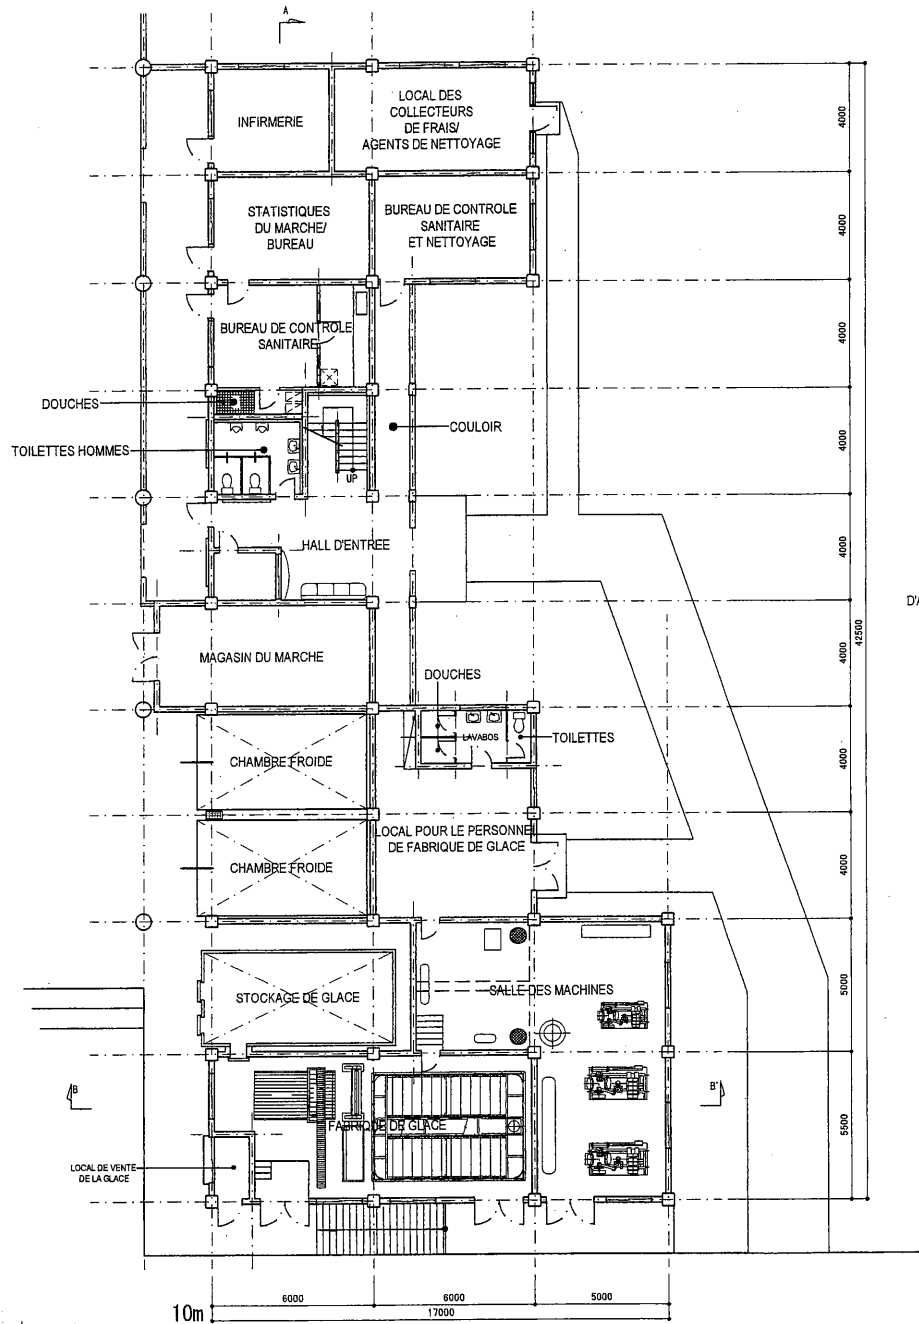 A
INFIRMERIE
LOCAL DES
COLLECTEURS
DE FRAIS/
AGENTS DE NETTOYAGE
4000
STATISTIQUES
DU MARCHE/
BUREAU
BUREAU DE CONTROLE
SANITAIRE
ET NETTOYAGE
4000
BUREAU DE CONTROLE
SANITAIRE
4000
DOUCHES
COULOIR
TOILETTES HOMMES
UP
4000
HALL D'ENTREE
4000
D'A
42500
MAGASIN DU MARCHE
4000
DOUCHES
LAVABOS
TOILETTES
CHAMBRE FROIDE
4000
LOCAL POUR LE PERSONNE
DE FABRIQUE DE GLACE
CHAMBRE FROIDE
4000
STOCKAGE DE GLACE
SALLE DES MACHINES
5000
B
B'
FABRIQUE DE GLACE
5500
LOCAL DE VENTE
DE LA GLACE
6000
6000
5000
10m
17000